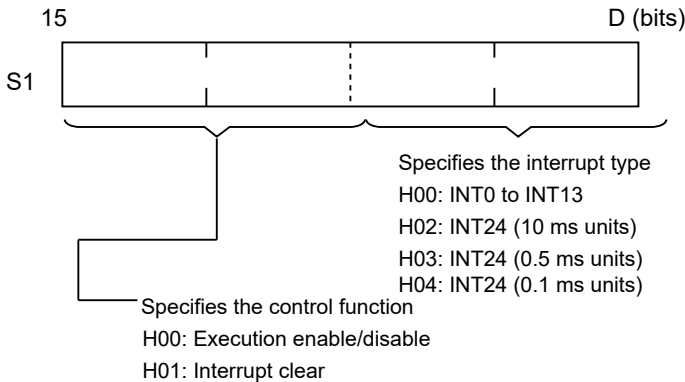 15 D (bits)
S1
Specifies the interrupt type
H00: INT0 to INT13
H02: INT24 (10 ms units)
H03: INT24 (0.5 ms units)
H04: INT24 (0.1 ms units)
Specifies the control function
H00: Execution enable/disable
H01: Interrupt clear